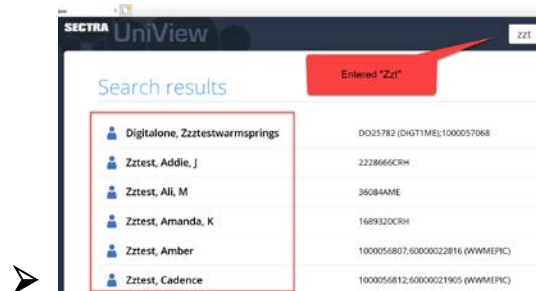 SECTRA UniView
zzt
Entered "Zzt"
Search results
Digitalone, Zzztestwarmsprings DO25782 (DIGT1ME);1000057068
Zztest, Addie, J 2228666CRH
Zztest, Ali, M 36084AME
Zztest, Amanda, K 1689320CRH
Zztest, Amber 1000056807;60000022816 (WWMEPIC)
Zztest, Cadence 1000056812;60000021905 (WWMEPIC)